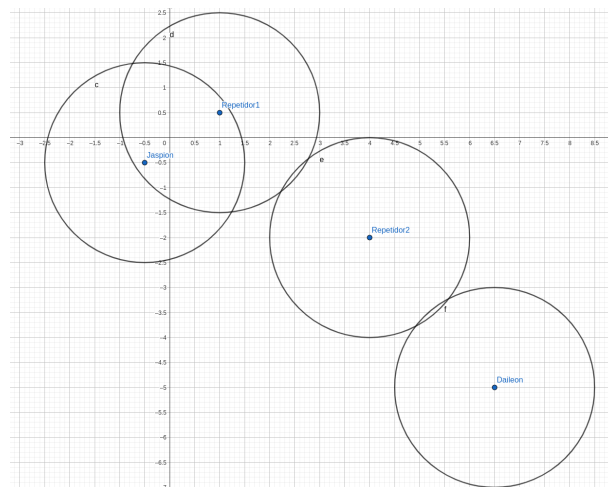 2.5
d
2
1.5
c
1
Repetidor1
0.5
−3 −2.5 −2 −1.5 −1 −0.5 0 0.5 1 1.5 2 2.5 3 3.5 4 4.5 5 5.5 6 6.5 7 7.5 8 8.5
Jaspion
e
−0.5
−1
−1.5
Repetidor2
−2
−2.5
−3
f
−3.5
−4
−4.5
Daileon
−5
−5.5
−6
−6.5
−7